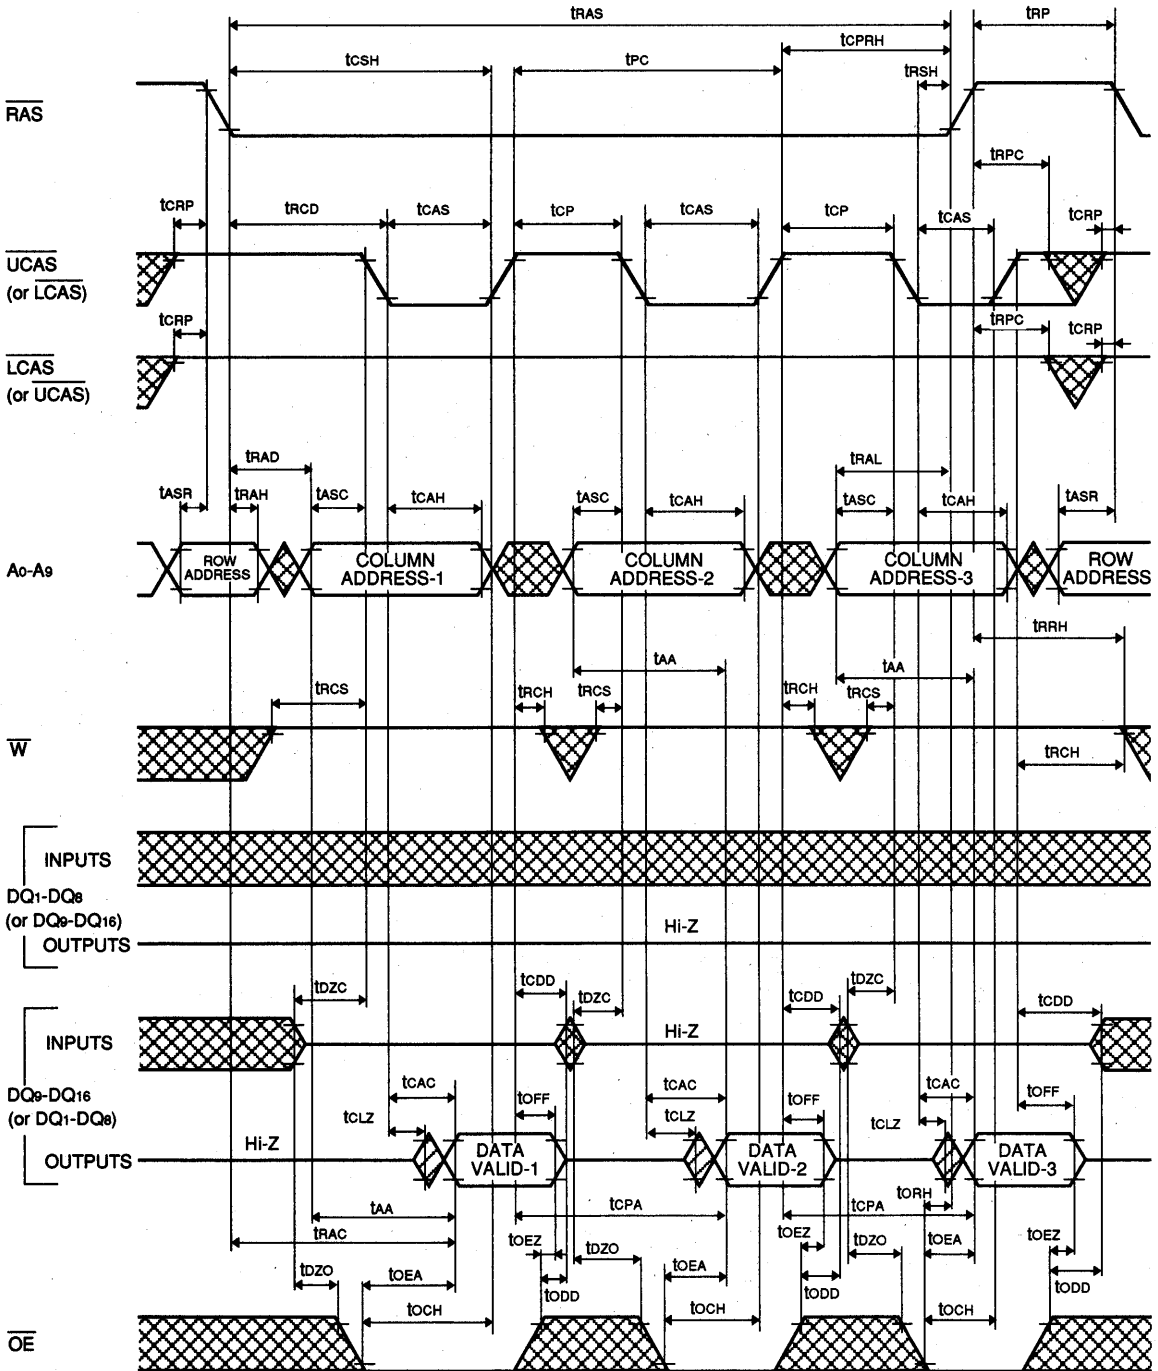 tRAS
tRP
tCPRH
tCSH
tPC
tRSH
RAS
tRPC
tCRP
tRCD
tCAS
tCP
tCAS
tCP
tCAS
tCRP
UCAS
(or LCAS)
tCRP
tRPC
tCRP
LCAS
(or UCAS)
tRAD
tRAL
tASR
tRAH
tASC
tCAH
tASC
tCAH
tASC
tCAH
tASR
A0-A9
ROW
ADDRESS
COLUMN
ADDRESS-1
COLUMN
ADDRESS-2
COLUMN
ADDRESS-3
ROW
ADDRESS
tRRH
tAA
tAA
tRCS
tRCH
tRCS
tRCH
tRCS
W
tRCH
INPUTS
DQ1-DQ8
(or DQ9-DQ16)
OUTPUTS
Hi-Z
tDZC
tCDD
tDZC
tCDD
tDZC
tCDD
INPUTS
Hi-Z
DQ9-DQ16
(or DQ1-DQ8)
tCAC
tOFF
tCAC
tOFF
tCAC
tOFF
tCLZ
tCLZ
tCLZ
Hi-Z
OUTPUTS
DATA
VALID-1
DATA
VALID-2
DATA
VALID-3
tORH
tAA
tCPA
tCPA
tRAC
tOEZ
tOEZ
tOEZ
tDZO
tOEA
tDZO
tOEA
tDZO
tOEA
tODD
tODD
tODD
tOCH
tOCH
tOCH
OE